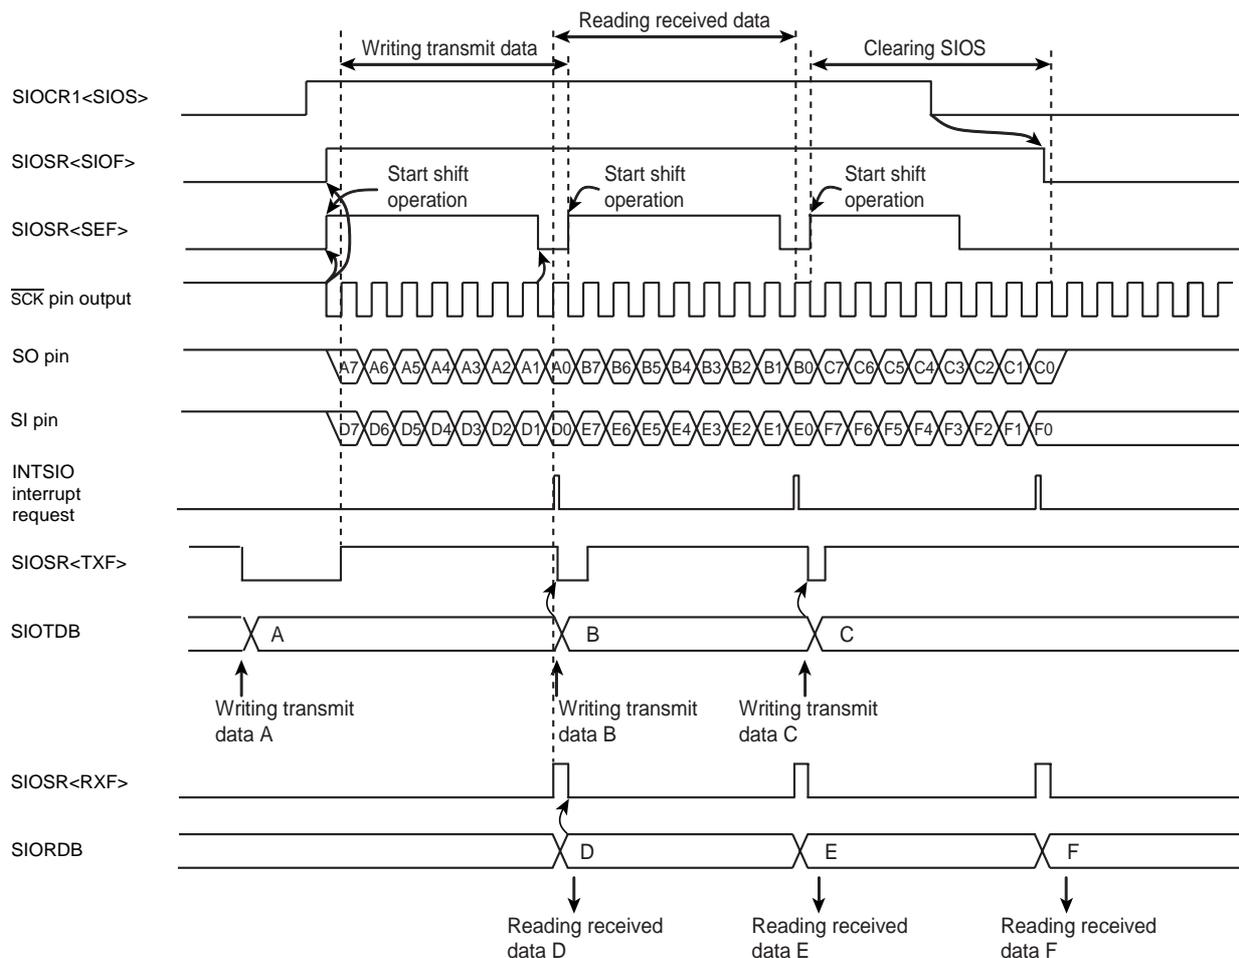 Reading received data
Writing transmit data
Clearing SIOS
SIOCR1<SIOS>
SIOSR<SIOF>
Start shift
operation
Start shift
operation
Start shift
operation
SIOSR<SEF>
SCK pin output
SO pin
A7 A6 A5 A4 A3 A2 A1 A0 B7 B6 B5 B4 B3 B2 B1 B0 C7 C6 C5 C4 C3 C2 C1 C0
SI pin
D7 D6 D5 D4 D3 D2 D1 D0 E7 E6 E5 E4 E3 E2 E1 E0 F7 F6 F5 F4 F3 F2 F1 F0
INTSIO
interrupt
request
SIOSR<TXF>
SIOTDB
A B C
Writing transmit
data A
Writing transmit
data B
Writing transmit
data C
SIOSR<RXF>
SIORDB
D E F
Reading received
data D
Reading received
data E
Reading received
data F